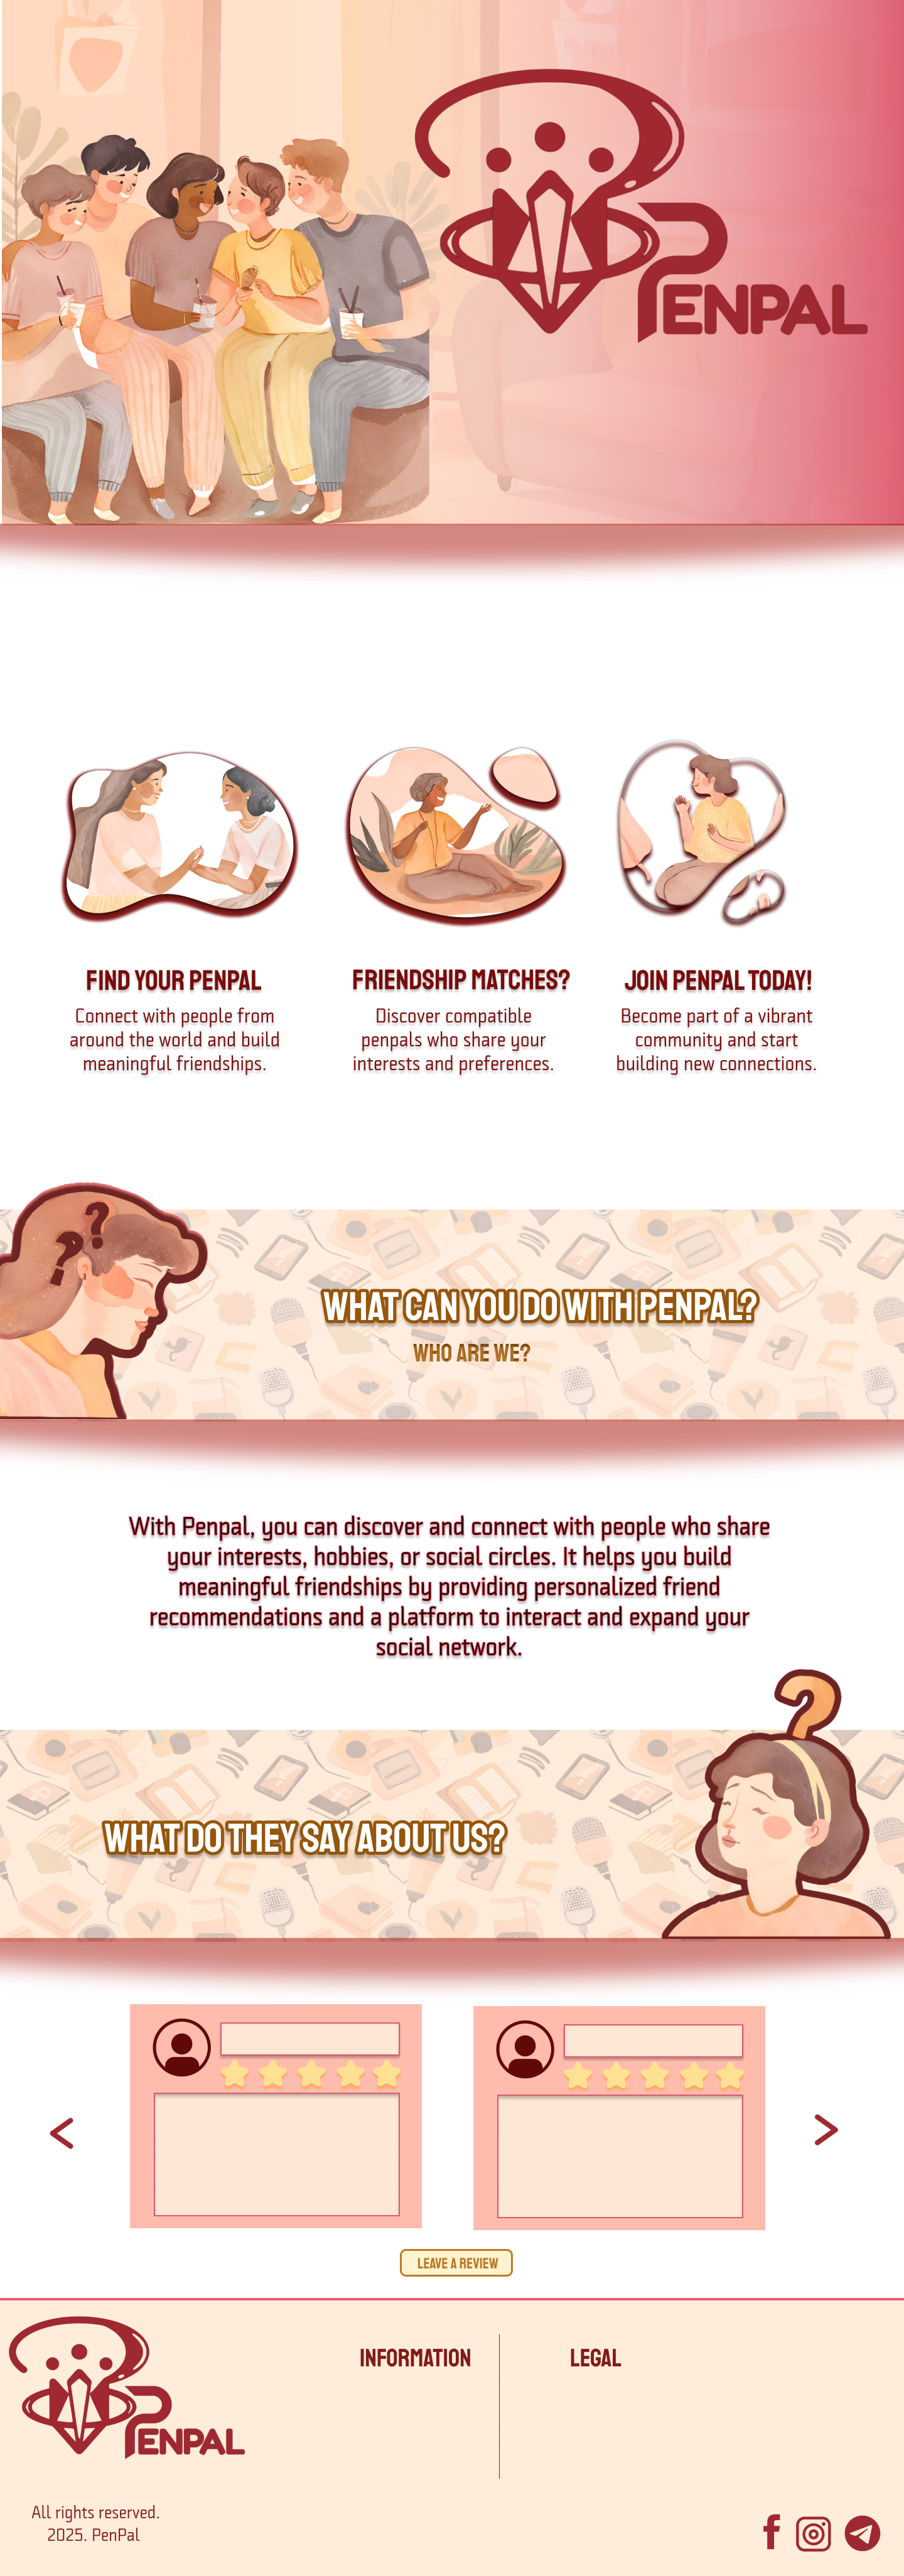 PENPAL
FIND YOUR PENPAL
Connect with people from
around the world and build
meaningful friendships.
FRIENDSHIP MATCHES?
Discover compatible
penpals who share your
interests and preferences.
JOIN PENPAL TODAY!
Become part of a vibrant
community and start
building new connections.
? ?
WHAT CAN YOU DO WITH PENPAL?
WHO ARE WE?
With Penpal, you can discover and connect with people who share
your interests, hobbies, or social circles. It helps you build
meaningful friendships by providing personalized friend
recommendations and a platform to interact and expand your
social network.
?
WHAT DO THEY SAY ABOUT US?
LEAVE A REVIEW
PENPAL
INFORMATION
LEGAL
All rights reserved.
2025. PenPal